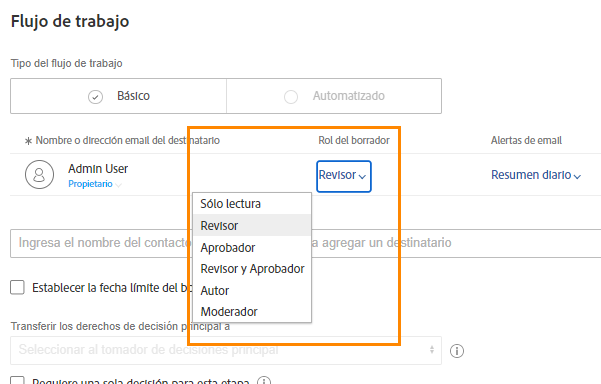 Flujo de trabajo
Tipo del flujo de trabajo
Básico
Automatizado
* Nombre o dirección email del destinatario
Rol del borrador
Alertas de email
Admin User
Propietario
Revisor
Resumen diario
Sólo lectura
Revisor
Aprobador
Revisor y Aprobador
Autor
Moderador
Ingresa el nombre del contacto a agregar un destinatario
Establecer la fecha límite del
Transferir los derechos de decisión principal a
Seleccionar al tomador de decisiones principal
Requiere una sola decisión para esta etapa